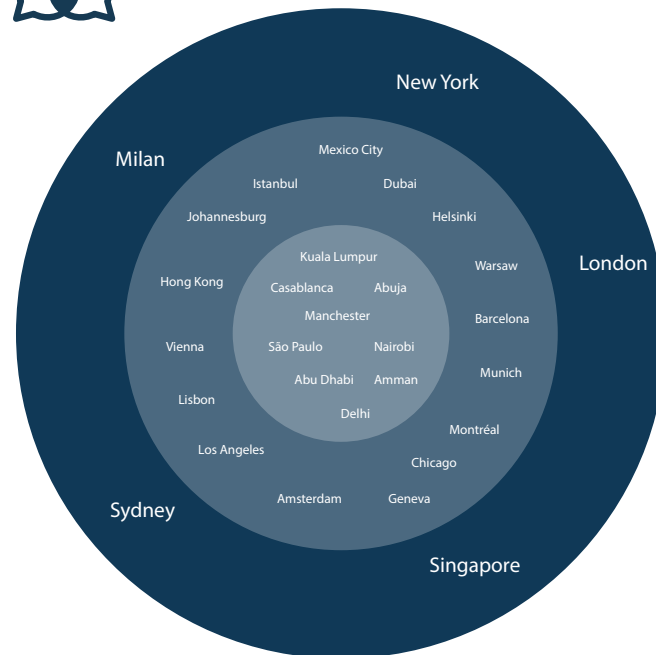 New York
Milan
Mexico City
Istanbul
Dubai
Johannesburg
Helsinki
Kuala Lumpur
London
Warsaw
Hong Kong
Casablanca
Abuja
Manchester
Barcelona
Vienna
São Paulo
Nairobi
Munich
Abu Dhabi
Amman
Lisbon
Delhi
Montréal
Los Angeles
Chicago
Amsterdam
Geneva
Sydney
Singapore